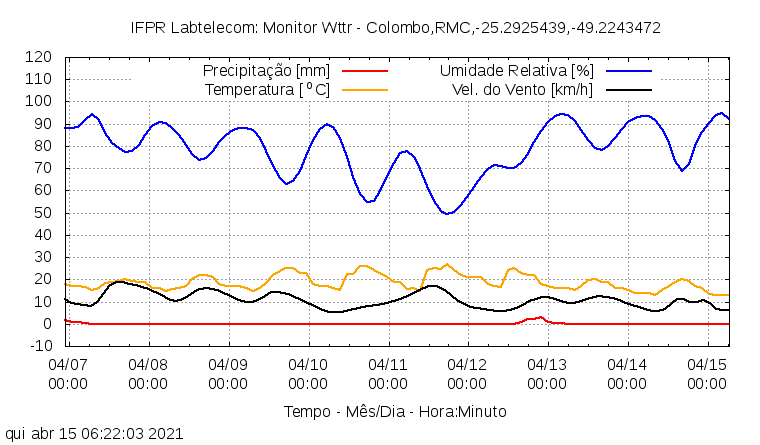 IFPR Labtelecom: Monitor Wttr - Colombo,RMC,-25.2925439,-49.2243472
Precipitação [mm]
Temperatura [⁰C]
Umidade Relativa [%]
Vel. do Vento [km/h]
120
110
100
90
80
70
60
50
40
30
20
10
0
-10
04/07 04/08 04/09 04/10 04/11 04/12 04/13 04/14 04/15
00:00 00:00 00:00 00:00 00:00 00:00 00:00 00:00 00:00
Tempo - Mês/Dia - Hora:Minuto
qui abr 15 06:22:03 2021